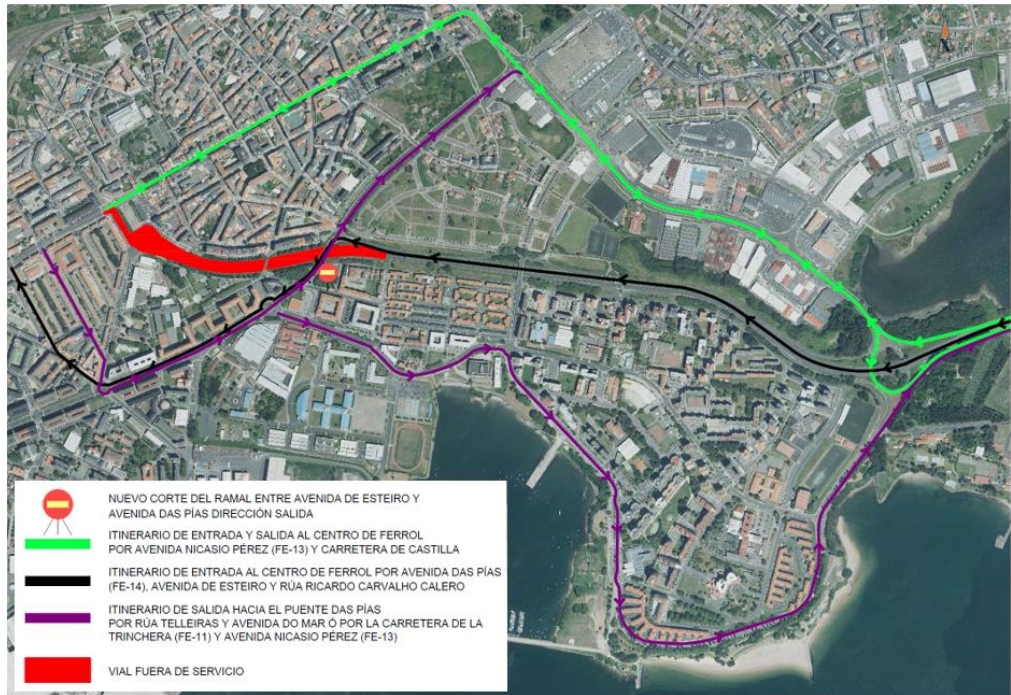 NUEVO CORTE DEL RAMAL ENTRE AVENIDA DE ESTEIRO Y
AVENIDA DAS PÍAS DIRECCIÓN SALIDA
ITINERARIO DE ENTRADA Y SALIDA AL CENTRO DE FERROL
POR AVENIDA NICASIO PÉREZ (FE-13) Y CARRETERA DE CASTILLA
ITINERARIO DE ENTRADA AL CENTRO DE FERROL POR AVENIDA DAS PÍAS
(FE-14), AVENIDA DE ESTEIRO Y RÚA RICARDO CARVALHO CALERO
ITINERARIO DE SALIDA HACIA EL PUENTE DAS PÍAS
POR RÚA TELLEIRAS Y AVENIDA DO MAR Ó POR LA CARRETERA DE LA
TRINCHERA (FE-11) Y AVENIDA NICASIO PÉREZ (FE-13)
VIAL FUERA DE SERVICIO